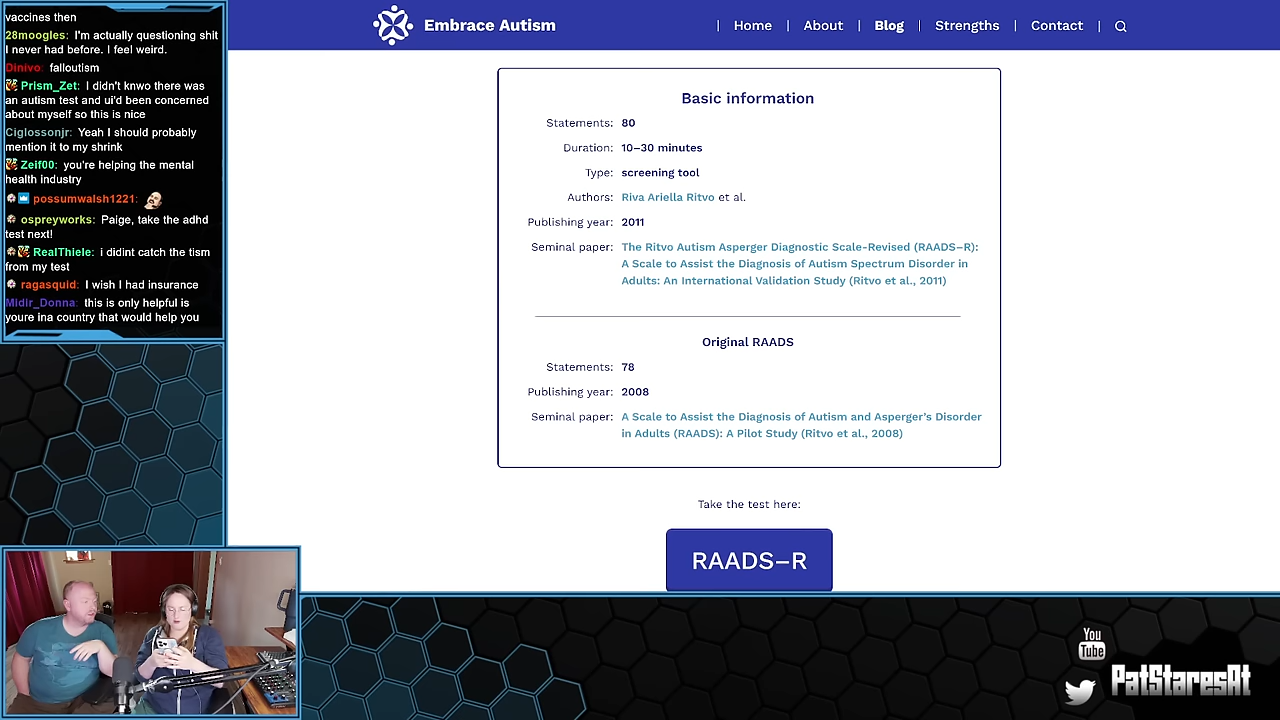 vaccines then
28moogles: I'm actually questioning shit
I never had before. I feel weird.
Dinivo: falloutism
Prism_Zet: I didn't knwo there was
an autism test and ui'd been concerned
about myself so this is nice
Ciglossonjr: Yeah I should probably
mention it to my shrink
Zeif00: you're helping the mental
health industry
possumwalsh1221:
ospreyworks: Paige, take the adhd
test next!
RealThiele: i didint catch the tism
from my test
ragasquid: I wish I had insurance
Midir_Donna: this is only helpful is
youre ina country that would help you
Embrace Autism
Home
About
Blog
Strengths
Contact
Basic information
Statements: 80
Duration: 10–30 minutes
Type: screening tool
Authors: Riva Ariella Ritvo et al.
Publishing year: 2011
Seminal paper: The Ritvo Autism Asperger Diagnostic Scale-Revised (RAADS–R):
A Scale to Assist the Diagnosis of Autism Spectrum Disorder in
Adults: An International Validation Study (Ritvo et al., 2011)
Original RAADS
Statements: 78
Publishing year: 2008
Seminal paper: A Scale to Assist the Diagnosis of Autism and Asperger's Disorder
in Adults (RAADS): A Pilot Study (Ritvo et al., 2008)
Take the test here:
RAADS–R
You
Tube
PatStaresAt